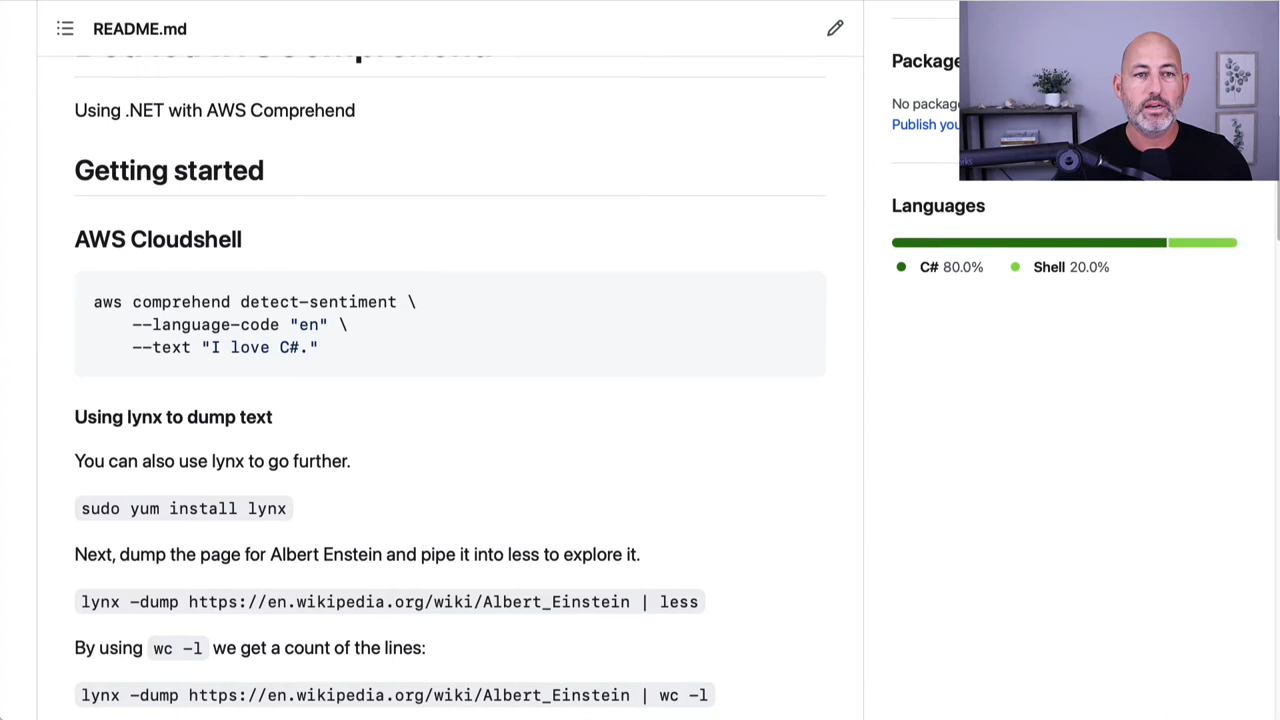 README.md
Using .NET with AWS Comprehend
Getting started
AWS Cloudshell
aws comprehend detect-sentiment \
--language-code "en" \
--text "I love C#."
Using lynx to dump text
You can also use lynx to go further.
sudo yum install lynx
Next, dump the page for Albert Enstein and pipe it into less to explore it.
lynx -dump https://en.wikipedia.org/wiki/Albert_Einstein | less
By using wc -l we get a count of the lines:
lynx -dump https://en.wikipedia.org/wiki/Albert_Einstein | wc -l
Package
No packag
Publish you
Languages
C# 80.0%
Shell 20.0%